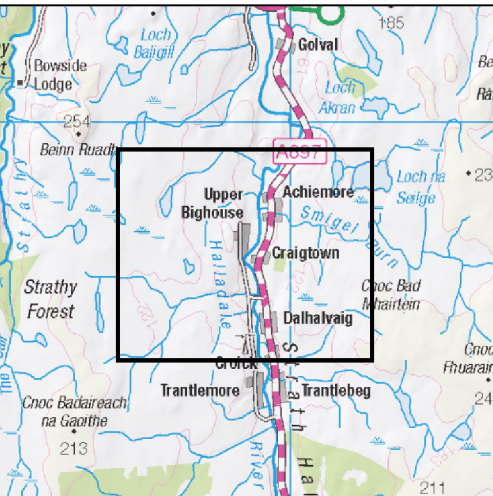 185
Loch
Baligill
Golval
Bowside
Lodge
Loch
Akran
254
Beinn
A897
Strathy
Upper
Bighouse
Achiemore
Loch na
Seilge
Smigel Burn
Craigtown
Halladale
Strathy
Forest
Cnoc Bad
Mhairtein
Dalhalvaig
Croick
Trantlemore
Trantlebeg
Strath
Cnoc Badaireach
na Gaoithe
213
River
211